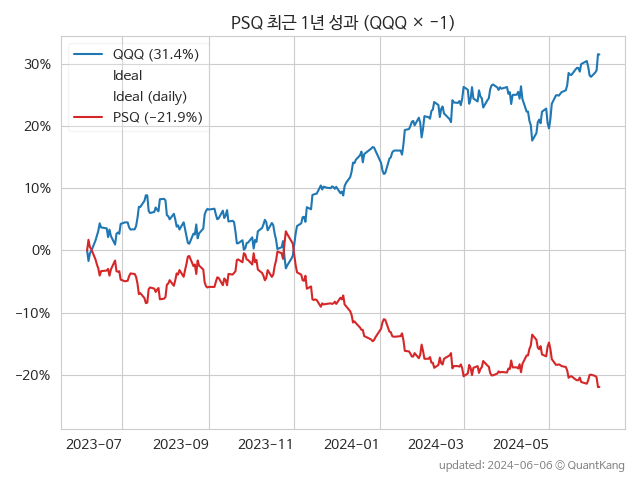 PSQ 최근 1년 성과 (QQQ × −1)
QQQ (31.4%)
Ideal
Ideal (daily)
PSQ (−21.9%)
30%
20%
10%
0%
−10%
−20%
2023-07 2023-09 2023-11 2024-01 2024-03 2024-05
updated: 2024-06-06 © QuantKang